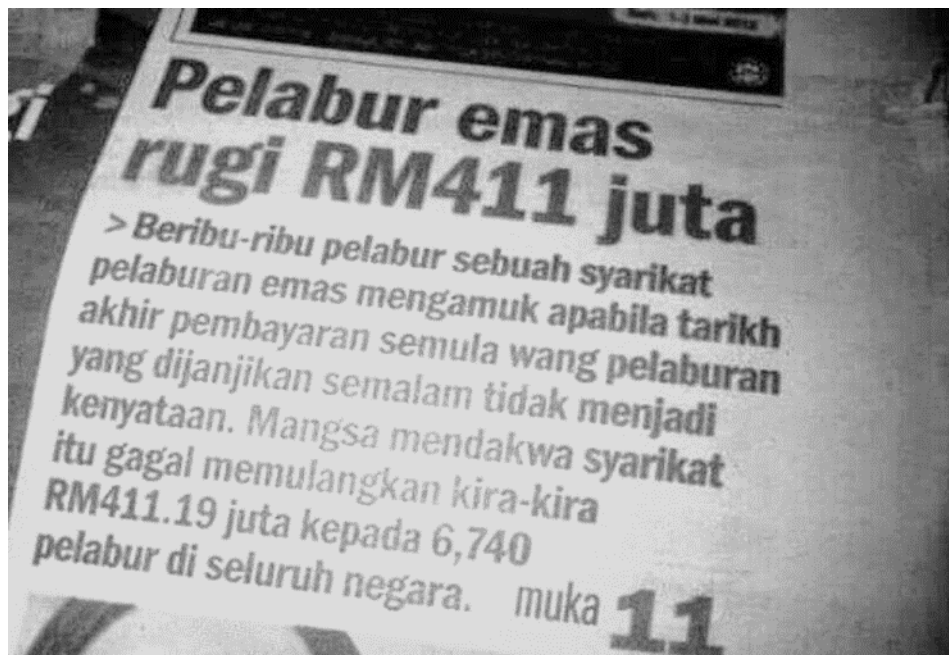 Pelabur emas
rugi RM411 juta
> Beribu-ribu pelabur sebuah syarikat
pelaburan emas mengamuk apabila tarikh
akhir pembayaran semula wang pelaburan
yang dijanjikan semalam tidak menjadi
kenyataan. Mangsa mendakwa syarikat
itu gagal memulangkan kira-kira
RM411.19 juta kepada 6,740
pelabur di seluruh negara. muka 11